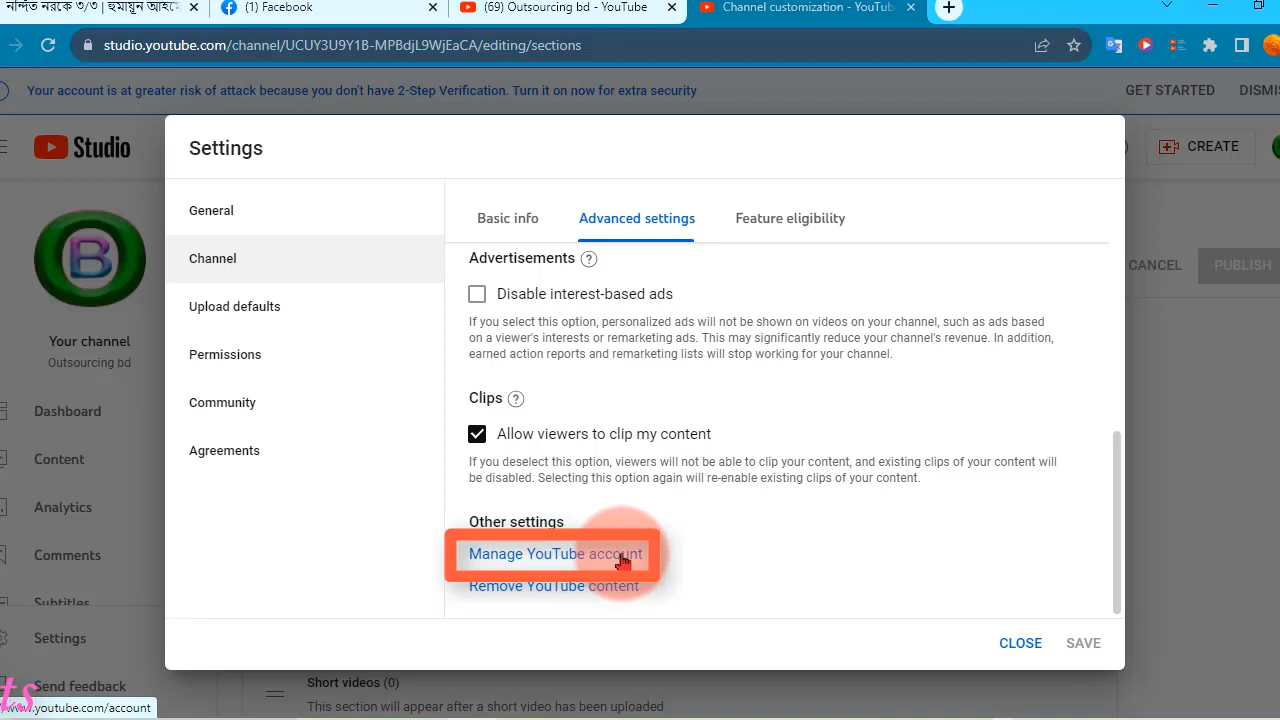 নন্দিত নরকে ৩/৩ | হুমায়ূন আহমে
(1) Facebook
(69) Outsourcing bd - YouTube
Channel customization - YouTub
studio.youtube.com/channel/UCUY3U9Y1B-MPBdjL9WjEaCA/editing/sections
Your account is at greater risk of attack because you don't have 2-Step Verification. Turn it on now for extra security
GET STARTED
DISMIS
Studio
CREATE
Settings
General
Channel
Upload defaults
Permissions
Community
Agreements
Basic info
Advanced settings
Feature eligibility
Advertisements
Disable interest-based ads
If you select this option, personalized ads will not be shown on videos on your channel, such as ads based
on a viewer's interests or remarketing ads. This may significantly reduce your channel's revenue. In addition,
earned action reports and remarketing lists will stop working for your channel.
Clips
Allow viewers to clip my content
If you deselect this option, viewers will not be able to clip your content, and existing clips of your content will
be disabled. Selecting this option again will re-enable existing clips of your content.
Other settings
Manage YouTube account
Remove YouTube content
CLOSE
SAVE
CANCEL
PUBLISH
B
Your channel
Outsourcing bd
Dashboard
Content
Analytics
Comments
Subtitles
Settings
Send feedback
ts
www.youtube.com/account
Short videos (0)
This section will appear after a short video has been uploaded